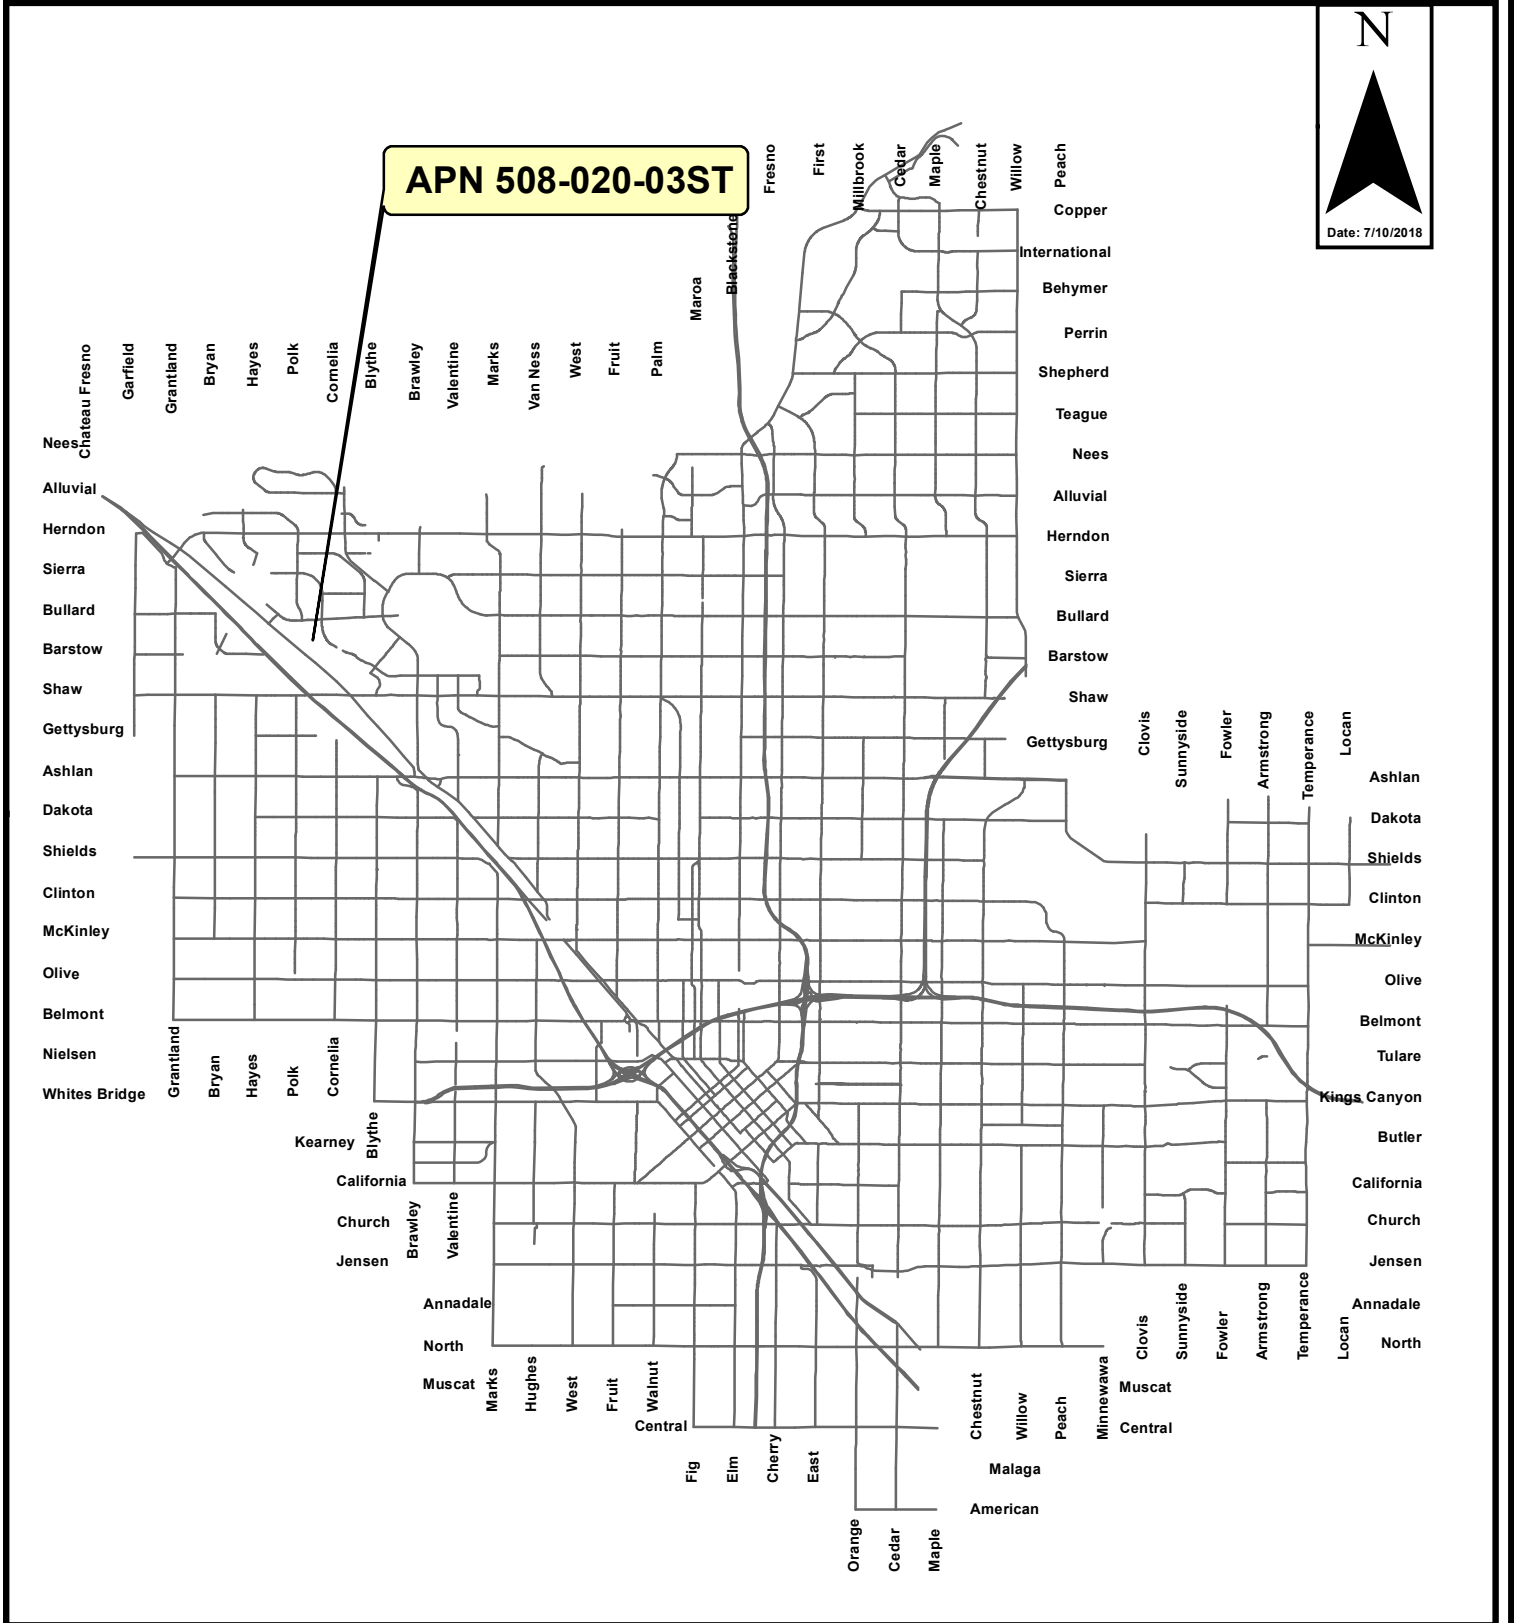 N
Date: 7/10/2018
APN 508-020-03ST
Fresno
First
Millbrook
Cedar
Maple
Chestnut
Willow
Peach
Blackstone
Maroa
Copper
International
Behymer
Perrin
Shepherd
Teague
Nees
Alluvial
Herndon
Sierra
Bullard
Barstow
Shaw
Gettysburg
Chateau Fresno
Garfield
Grantland
Bryan
Hayes
Polk
Cornelia
Blythe
Brawley
Valentine
Marks
Van Ness
West
Fruit
Palm
Nees
Alluvial
Herndon
Sierra
Bullard
Barstow
Shaw
Gettysburg
Ashlan
Dakota
Shields
Clinton
McKinley
Olive
Belmont
Nielsen
Whites Bridge
Clovis
Sunnyside
Fowler
Armstrong
Temperance
Locan
Ashlan
Dakota
Shields
Clinton
McKinley
Olive
Belmont
Tulare
Kings Canyon
Butler
California
Church
Jensen
Annadale
North
Grantland
Bryan
Hayes
Polk
Cornelia
Blythe
Kearney
California
Church
Jensen
Brawley
Valentine
Annadale
North
Muscat
Marks
Hughes
West
Fruit
Walnut
Central
Fig
Elm
Cherry
East
Orange
Cedar
Maple
Chestnut
Willow
Peach
Minnewawa
Clovis
Sunnyside
Fowler
Armstrong
Temperance
Locan
Muscat
Central
Malaga
American